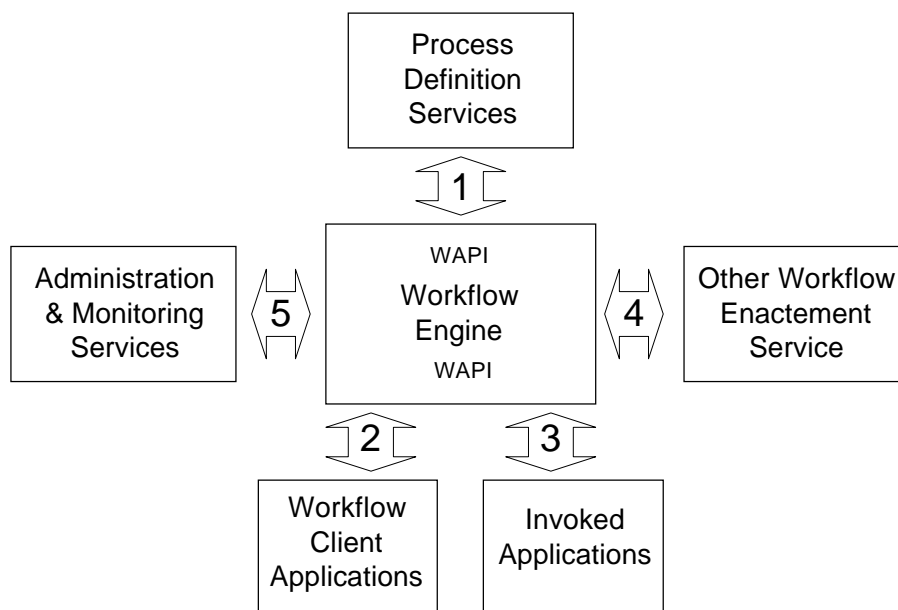 Process
Definition
Services
1
WAPI
Workflow
Engine
WAPI
Administration
& Monitoring
Services
5
4
Other Workflow
Enactement
Service
2
3
Workflow
Client
Applications
Invoked
Applications